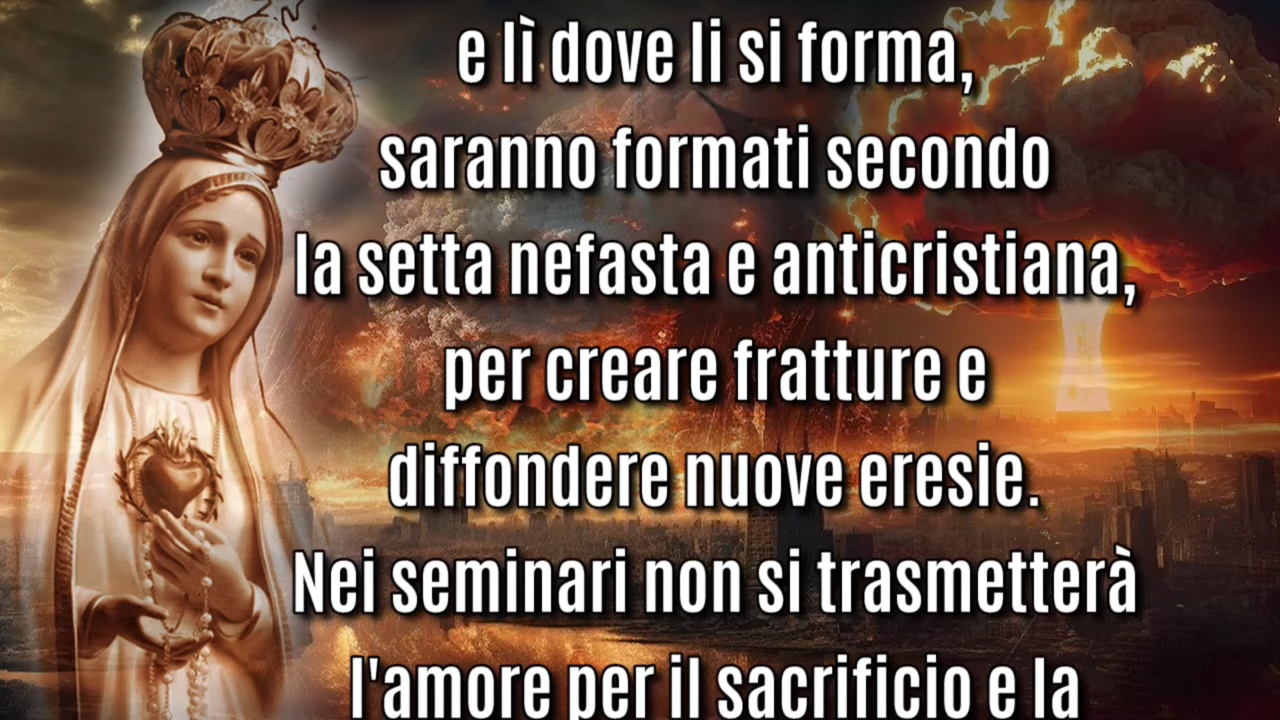 e lì dove li si forma,
saranno formati secondo
la setta nefasta e anticristiana,
per creare fratture e
diffondere nuove eresie.
Nei seminari non si trasmetterà
l'amore per il sacrificio e la